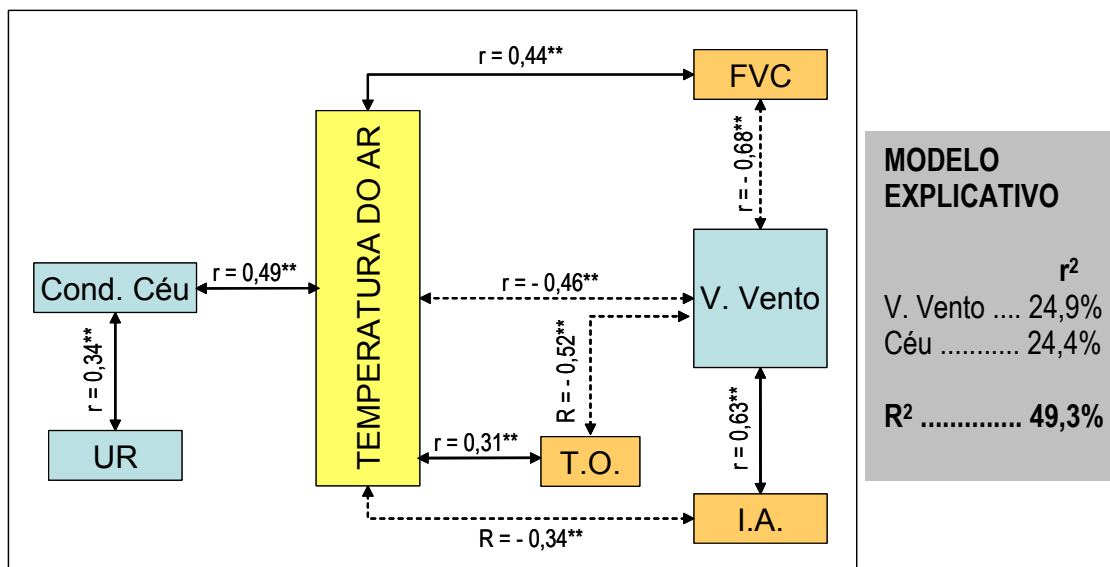 r = 0,44**
FVC
r = - 0,68**
TEMPERATURA DO AR
Cond. Céu
r = 0,49**
r = - 0,46**
V. Vento
r = 0,34**
R = - 0,52**
UR
r = 0,31**
T.O.
r = 0,63**
R = - 0,34**
I.A.
MODELO
EXPLICATIVO
r²
V. Vento .... 24,9%
Céu ........... 24,4%
R² .............. 49,3%